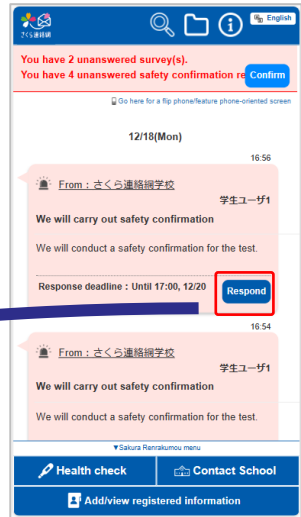 さくら連絡網
English
You have 2 unanswered survey(s).
You have 4 unanswered safety confirmation re
Confirm
Go here for a flip phone/feature phone-oriented screen
12/18(Mon)
16:56
From：さくら連絡網学校
学生ユーザ1
We will carry out safety confirmation
We will conduct a safety confirmation for the test.
Response deadline：Until 17:00, 12/20
Respond
16:54
From：さくら連絡網学校
学生ユーザ1
We will carry out safety confirmation
We will conduct a safety confirmation for the test.
▼Sakura Renrakumou menu
Health check
Contact School
Add/view registered information